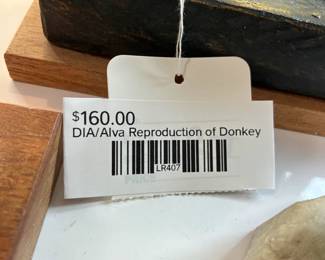 $160.00
DIA/Alva Reproduction of Donkey
LR407